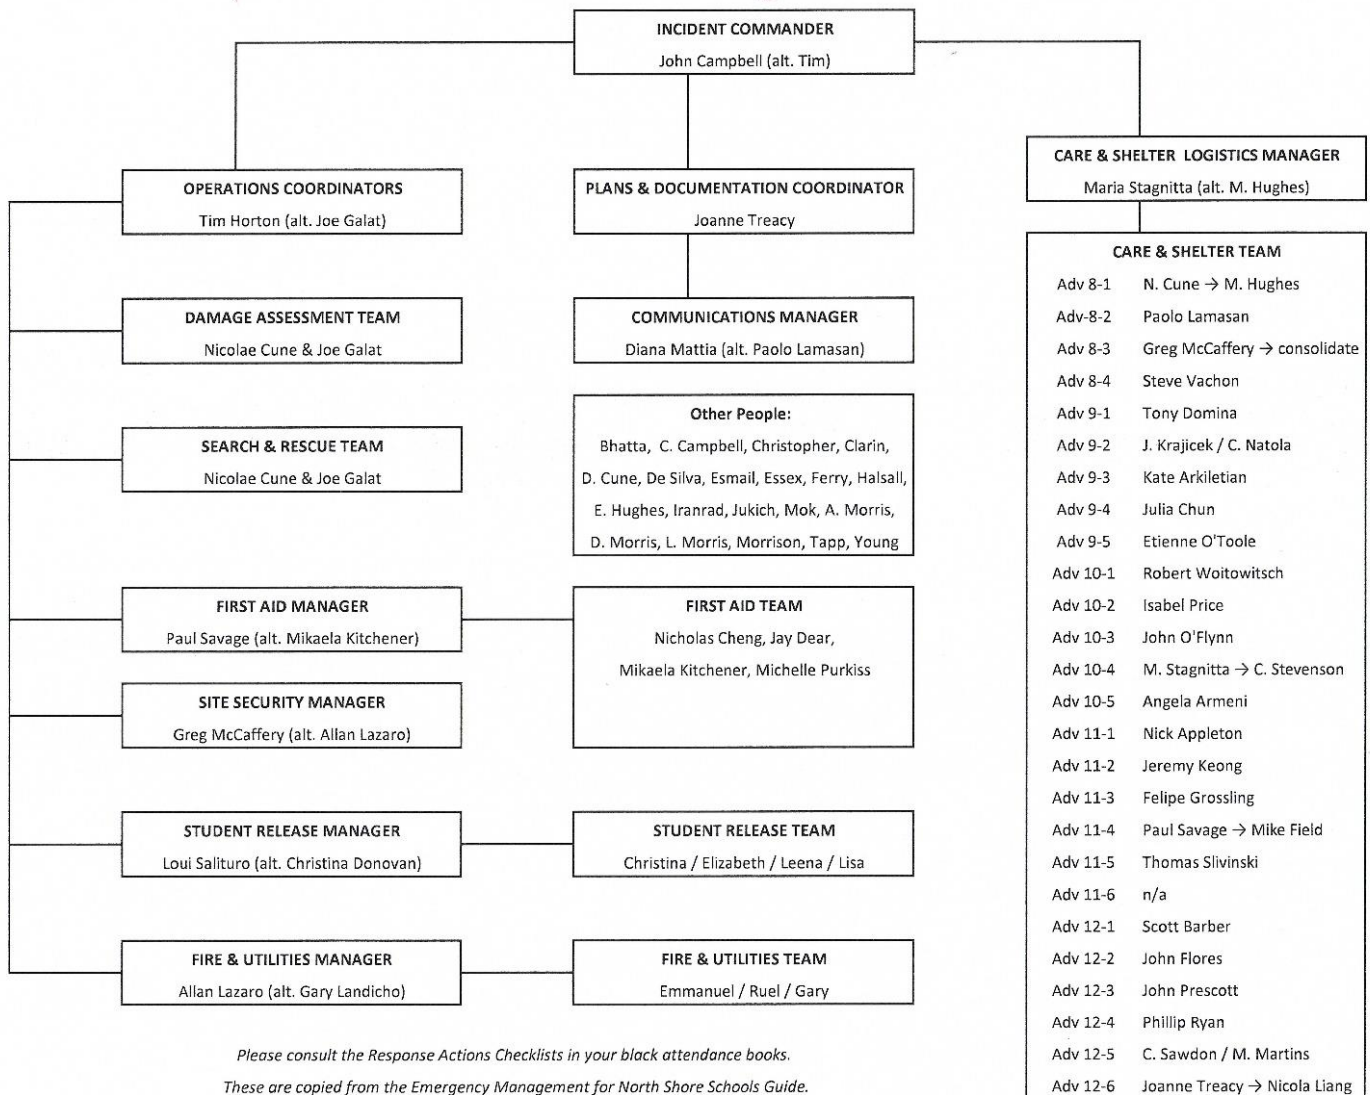 INCIDENT COMMANDER
John Campbell (alt. Tim)
OPERATIONS COORDINATORS
Tim Horton (alt. Joe Galat)
DAMAGE ASSESSMENT TEAM
Nicolae Cune & Joe Galat
SEARCH & RESCUE TEAM
Nicolae Cune & Joe Galat
FIRST AID MANAGER
Paul Savage (alt. Mikaela Kitchener)
SITE SECURITY MANAGER
Greg McCaffery (alt. Allan Lazaro)
STUDENT RELEASE MANAGER
Loui Salituro (alt. Christina Donovan)
FIRE & UTILITIES MANAGER
Allan Lazaro (alt. Gary Landicho)
PLANS & DOCUMENTATION COORDINATOR
Joanne Treacy
COMMUNICATIONS MANAGER
Diana Mattia (alt. Paolo Lamasan)
Other People:
Bhatta, C. Campbell, Christopher, Clarin,
D. Cune, De Silva, Esmail, Essex, Ferry, Halsall,
E. Hughes, Iranrad, Jukich, Mok, A. Morris,
D. Morris, L. Morris, Morrison, Tapp, Young
FIRST AID TEAM
Nicholas Cheng, Jay Dear,
Mikaela Kitchener, Michelle Purkiss
STUDENT RELEASE TEAM
Christina / Elizabeth / Leena / Lisa
FIRE & UTILITIES TEAM
Emmanuel / Ruel / Gary
CARE & SHELTER LOGISTICS MANAGER
Maria Stagnitta (alt. M. Hughes)
CARE & SHELTER TEAM
Adv 8-1 N. Cune → M. Hughes
Adv-8-2 Paolo Lamasan
Adv 8-3 Greg McCaffery → consolidate
Adv 8-4 Steve Vachon
Adv 9-1 Tony Domina
Adv 9-2 J. Krajicek / C. Natola
Adv 9-3 Kate Arkiletian
Adv 9-4 Julia Chun
Adv 9-5 Etienne O'Toole
Adv 10-1 Robert Woitowitsch
Adv 10-2 Isabel Price
Adv 10-3 John O'Flynn
Adv 10-4 M. Stagnitta → C. Stevenson
Adv 10-5 Angela Armeni
Adv 11-1 Nick Appleton
Adv 11-2 Jeremy Keong
Adv 11-3 Felipe Grossling
Adv 11-4 Paul Savage → Mike Field
Adv 11-5 Thomas Slivinski
Adv 11-6 n/a
Adv 12-1 Scott Barber
Adv 12-2 John Flores
Adv 12-3 John Prescott
Adv 12-4 Phillip Ryan
Adv 12-5 C. Sawdon / M. Martins
Adv 12-6 Joanne Treacy → Nicola Liang
Please consult the Response Actions Checklists in your black attendance books.
These are copied from the Emergency Management for North Shore Schools Guide.